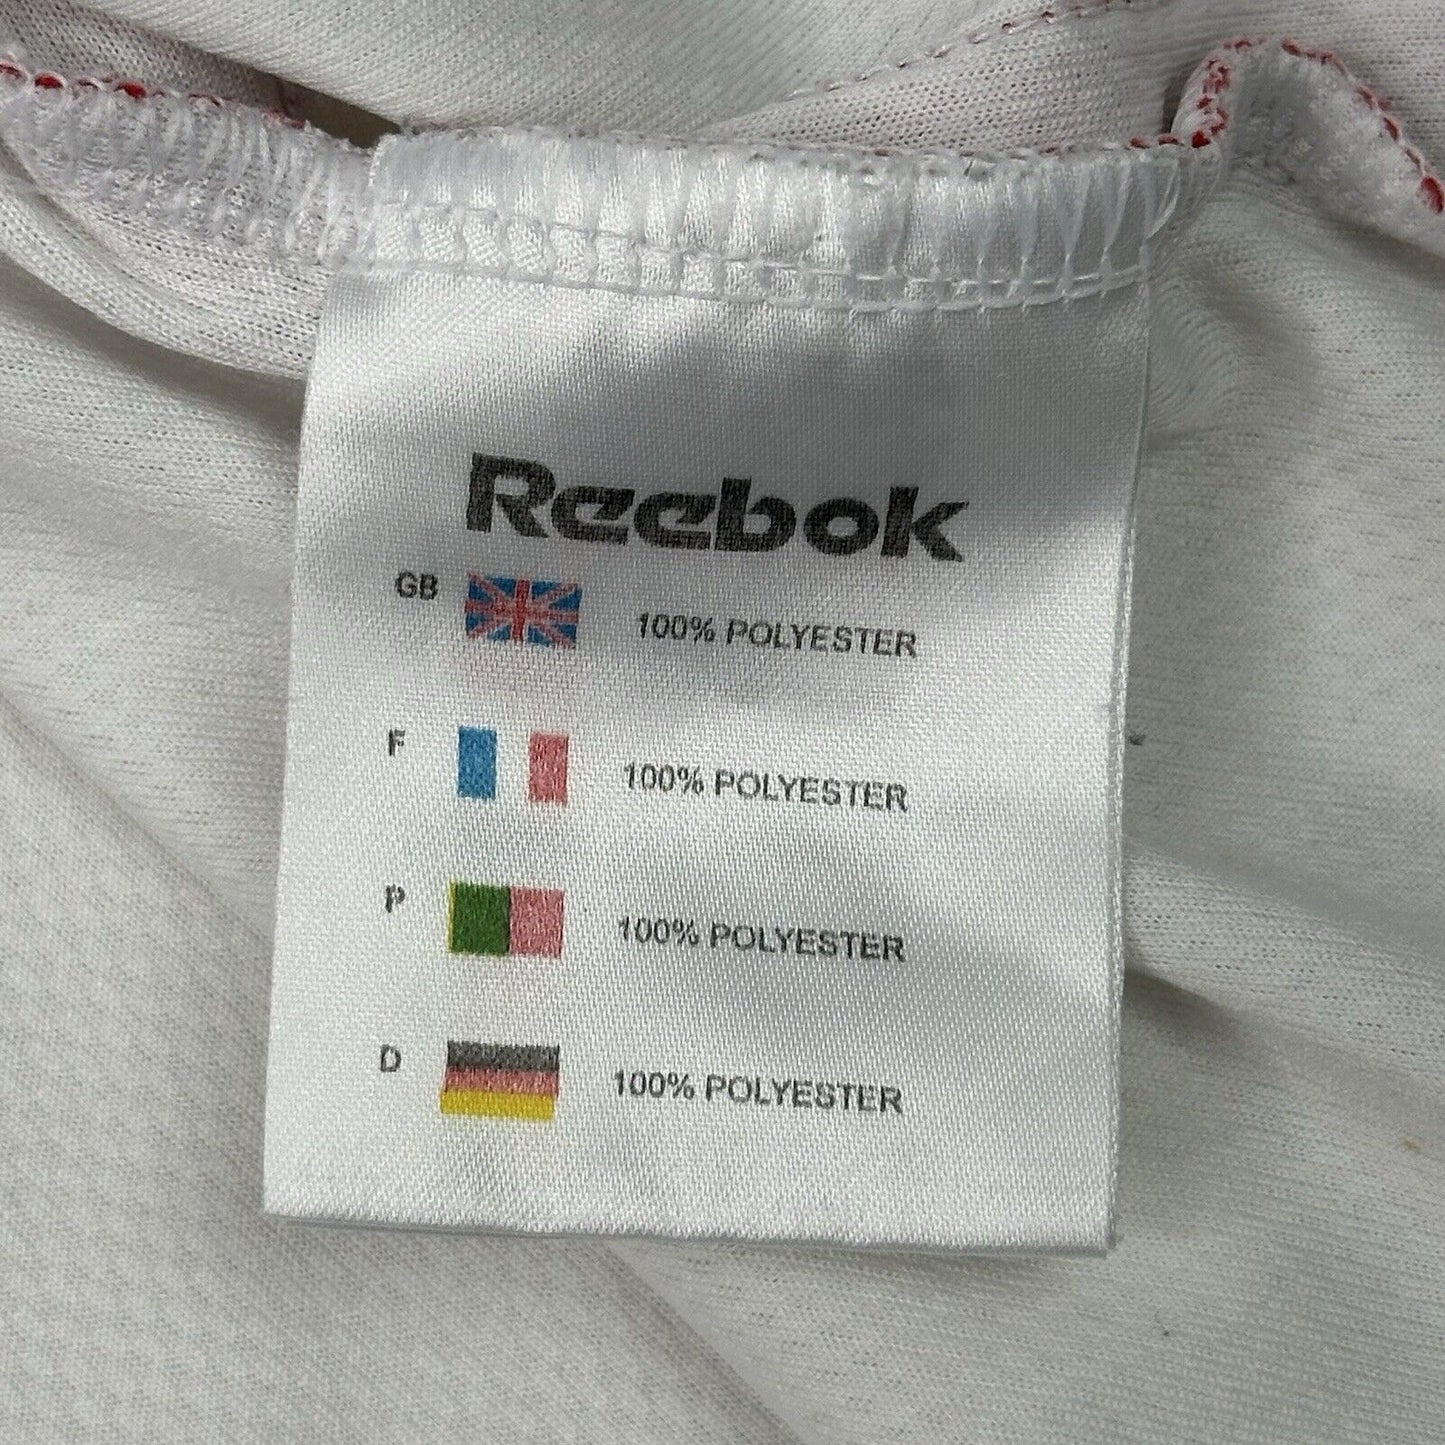 Reebok
GB 100% POLYESTER
F 100% POLYESTER
P 100% POLYESTER
D 100% POLYESTER